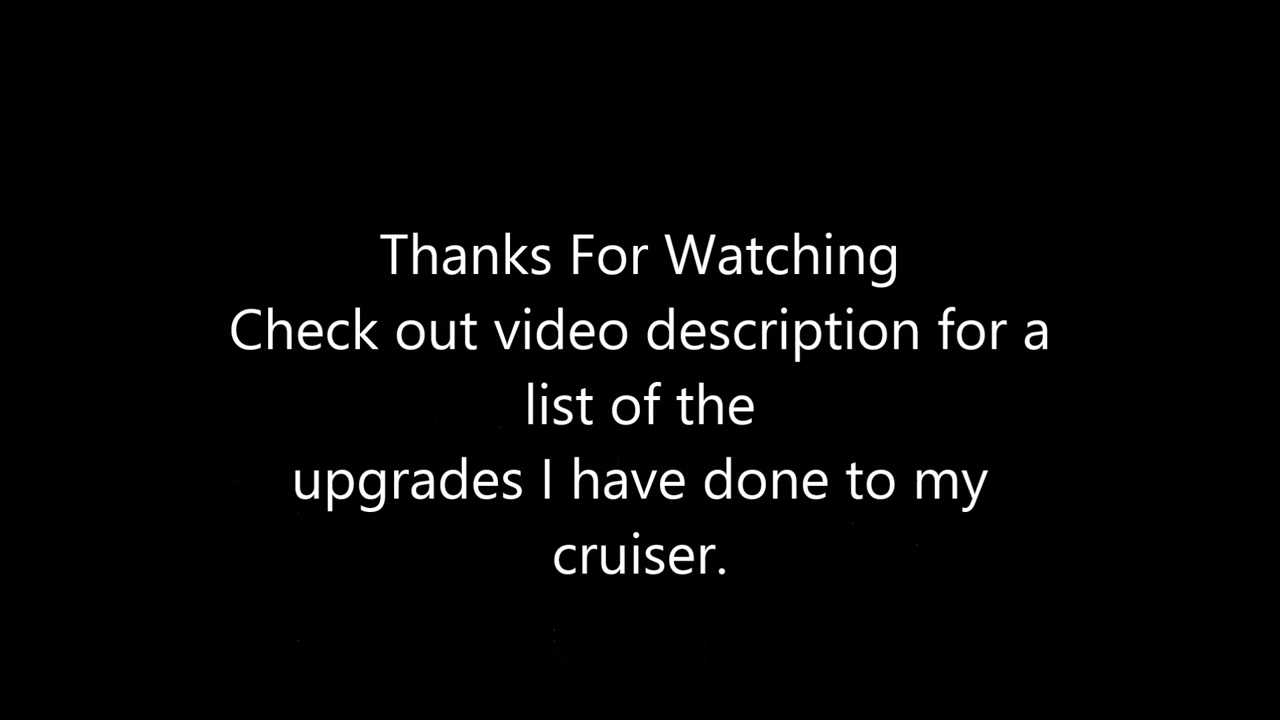 Thanks For Watching
Check out video description for a
list of the
upgrades I have done to my
cruiser.